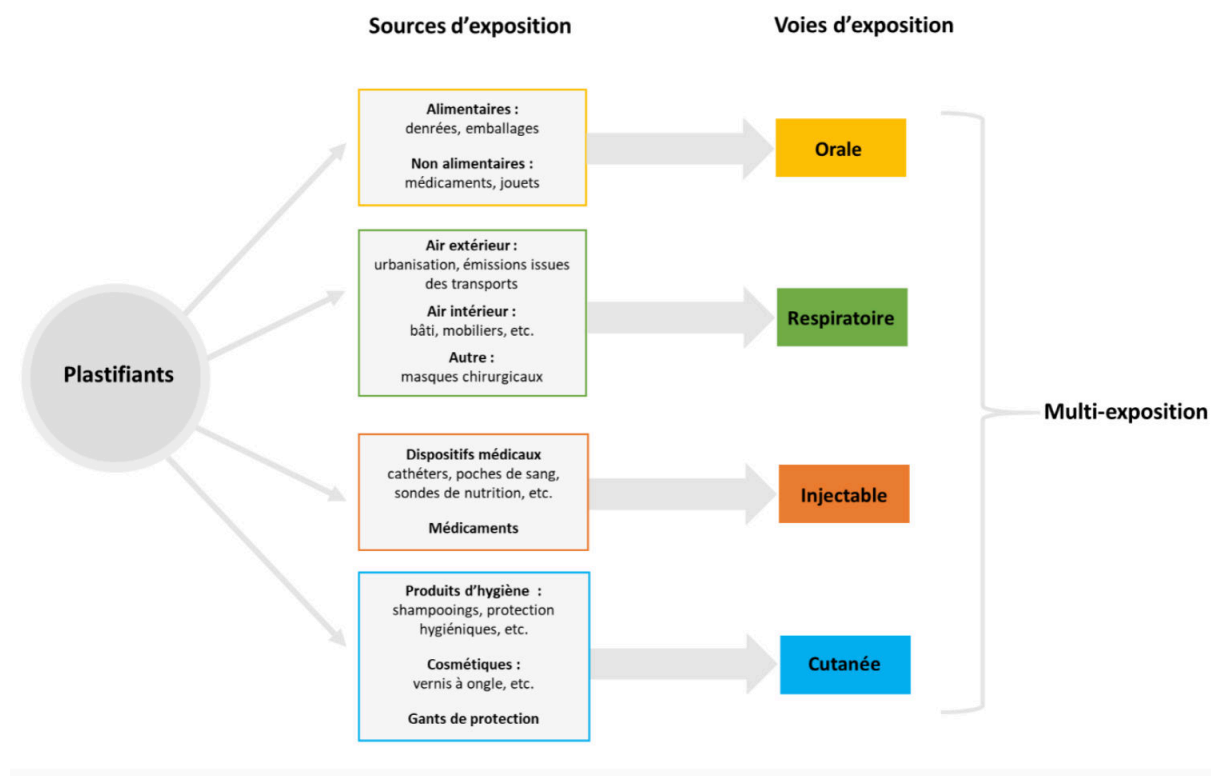 Sources d'exposition
Voies d'exposition
Plastifiants
Alimentaires :
denrées, emballages
Non alimentaires :
médicaments, jouets
Orale
Air extérieur :
urbanisation, émissions issues
des transports
Air intérieur :
bâti, mobiliers, etc.
Autre :
masques chirurgicaux
Respiratoire
Dispositifs médicaux
cathéters, poches de sang,
sondes de nutrition, etc.
Médicaments
Injectable
Produits d'hygiène :
shampooings, protection
hygiéniques, etc.
Cosmétiques :
vernis à ongle, etc.
Gants de protection
Cutanée
Multi-exposition